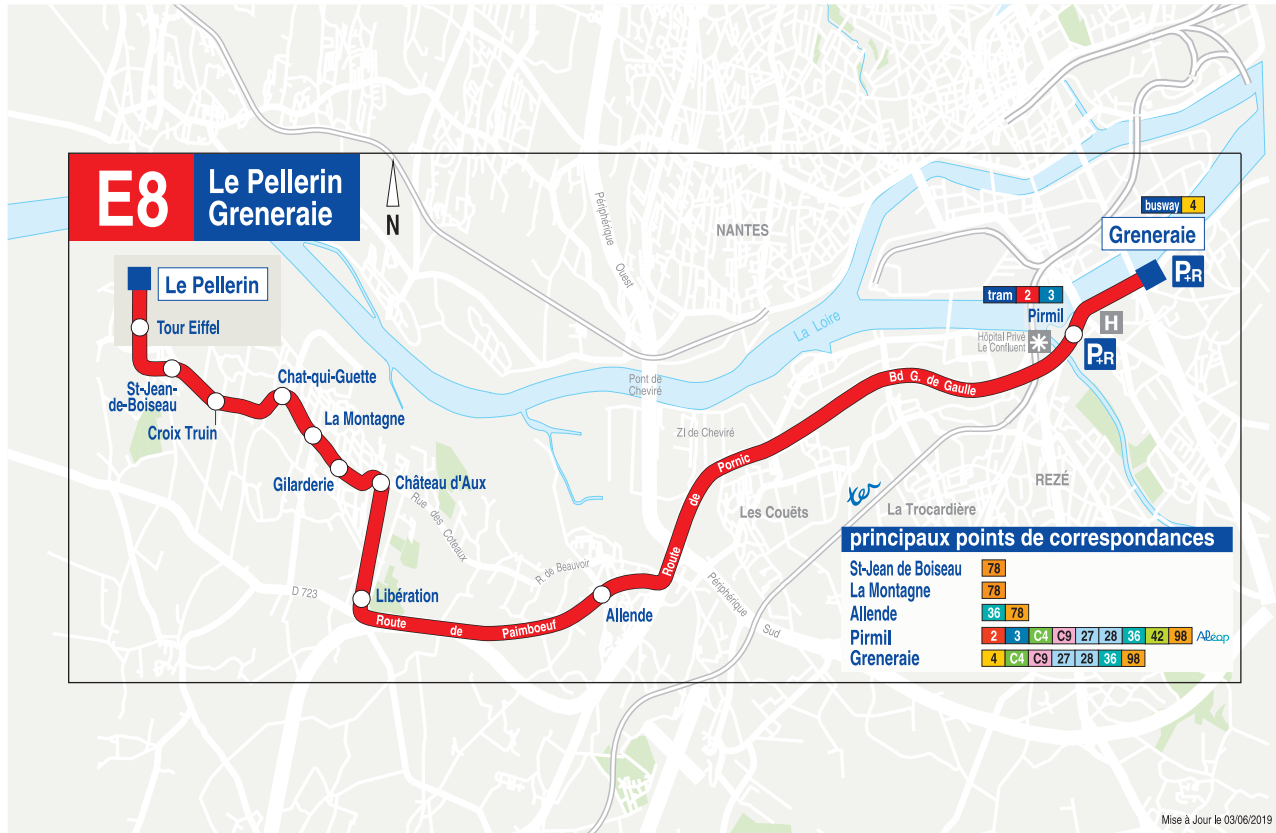 E8
Le Pellerin
Greneraie
N
NANTES
Périphérique
Ouest
busway 4
Greneraie
P+R
Le Pellerin
Tour Eiffel
St-Jean-
de-Boiseau
Croix Truin
Chat-qui-Guette
La Montagne
Gilarderie
Château d'Aux
Rue des Coteaux
La Loire
tram 2 3
Pirmil
H
Hôpital Privé
Le Confluent
P+R
Pont de
Cheviré
Bd G. de Gaulle
ZI de Cheviré
Route de Pornic
Les Couëts
ter
La Trocardière
REZÉ
D 723
Libération
R. de Beauvoir
Allende
Route de Paimboeuf
Périphérique
Sud
principaux points de correspondances
St-Jean de Boiseau 78
La Montagne 78
Allende 36 78
Pirmil 2 3 C4 C9 27 28 36 42 98 Aléop
Greneraie 4 C4 C9 27 28 36 98
Mise à Jour le 03/06/2019